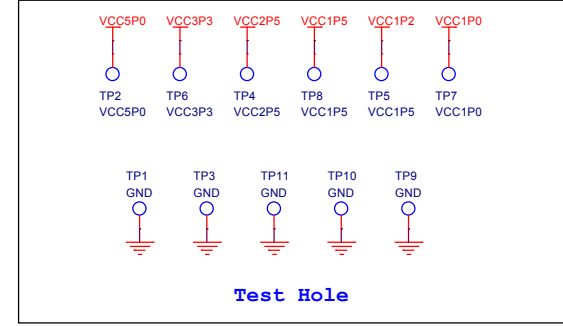 VCC5P0 VCC3P3 VCC2P5 VCC1P5 VCC1P2 VCC1P0
TP2 TP6 TP4 TP8 TP5 TP7
VCC5P0 VCC3P3 VCC2P5 VCC1P5 VCC1P5 VCC1P0
TP1 TP3 TP11 TP10 TP9
GND GND GND GND GND
Test Hole